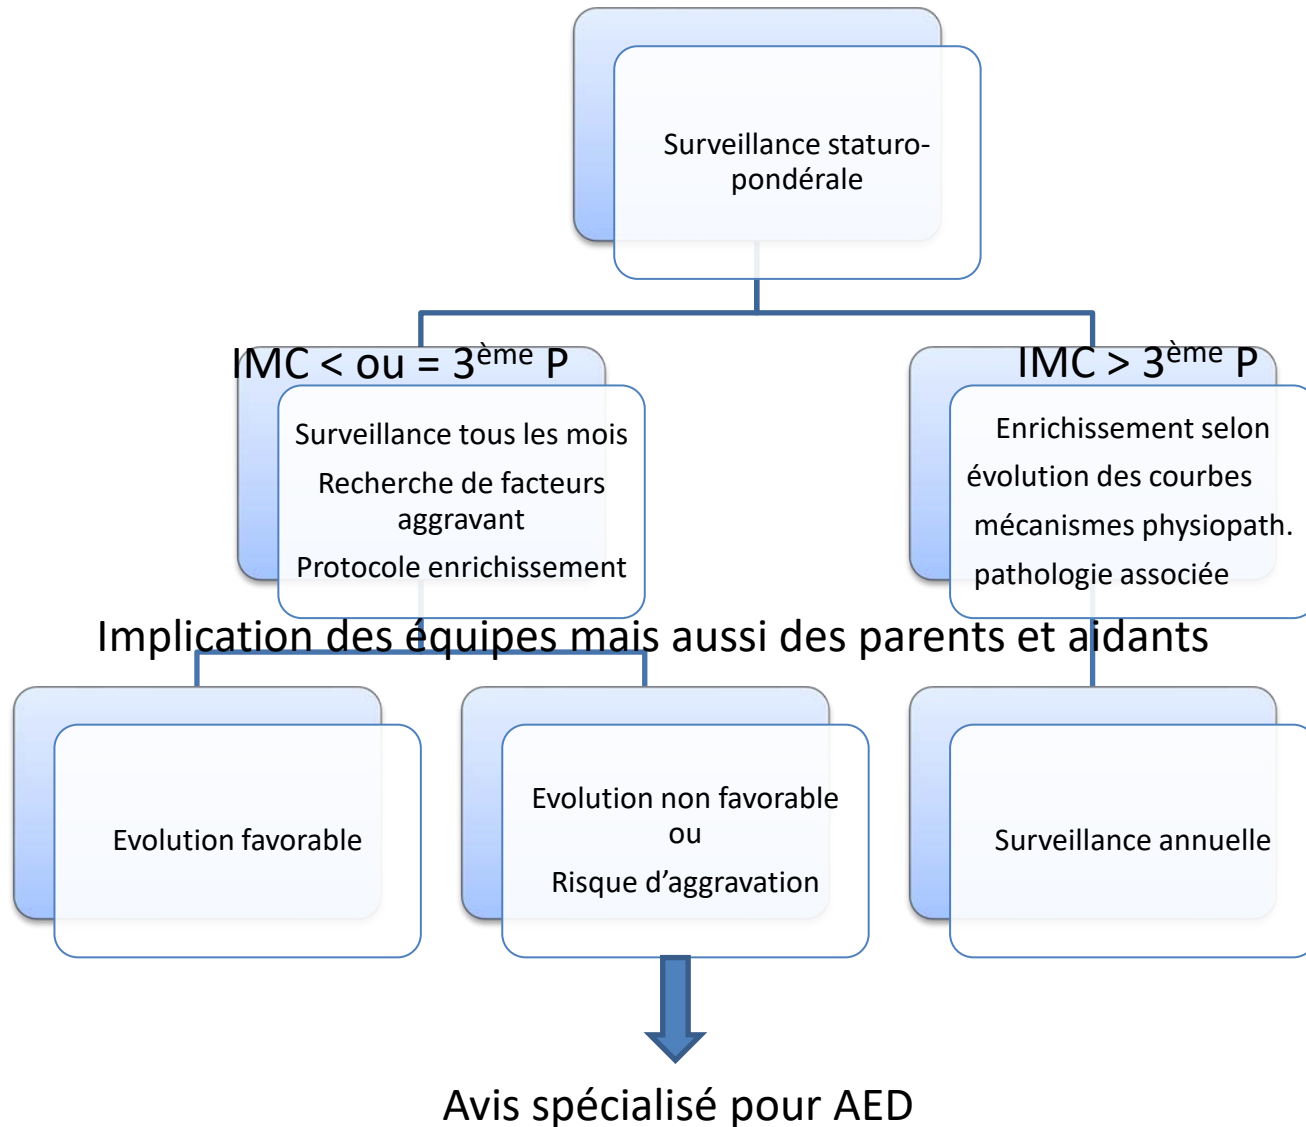 Surveillance staturo-
pondérale
IMC < ou = 3ème P
IMC > 3ème P
Surveillance tous les mois
Recherche de facteurs
aggravant
Protocole enrichissement
Enrichissement selon
évolution des courbes
mécanismes physiopath.
pathologie associée
Implication des équipes mais aussi des parents et aidants
Evolution favorable
Evolution non favorable
ou
Risque d’aggravation
Surveillance annuelle
Avis spécialisé pour AED